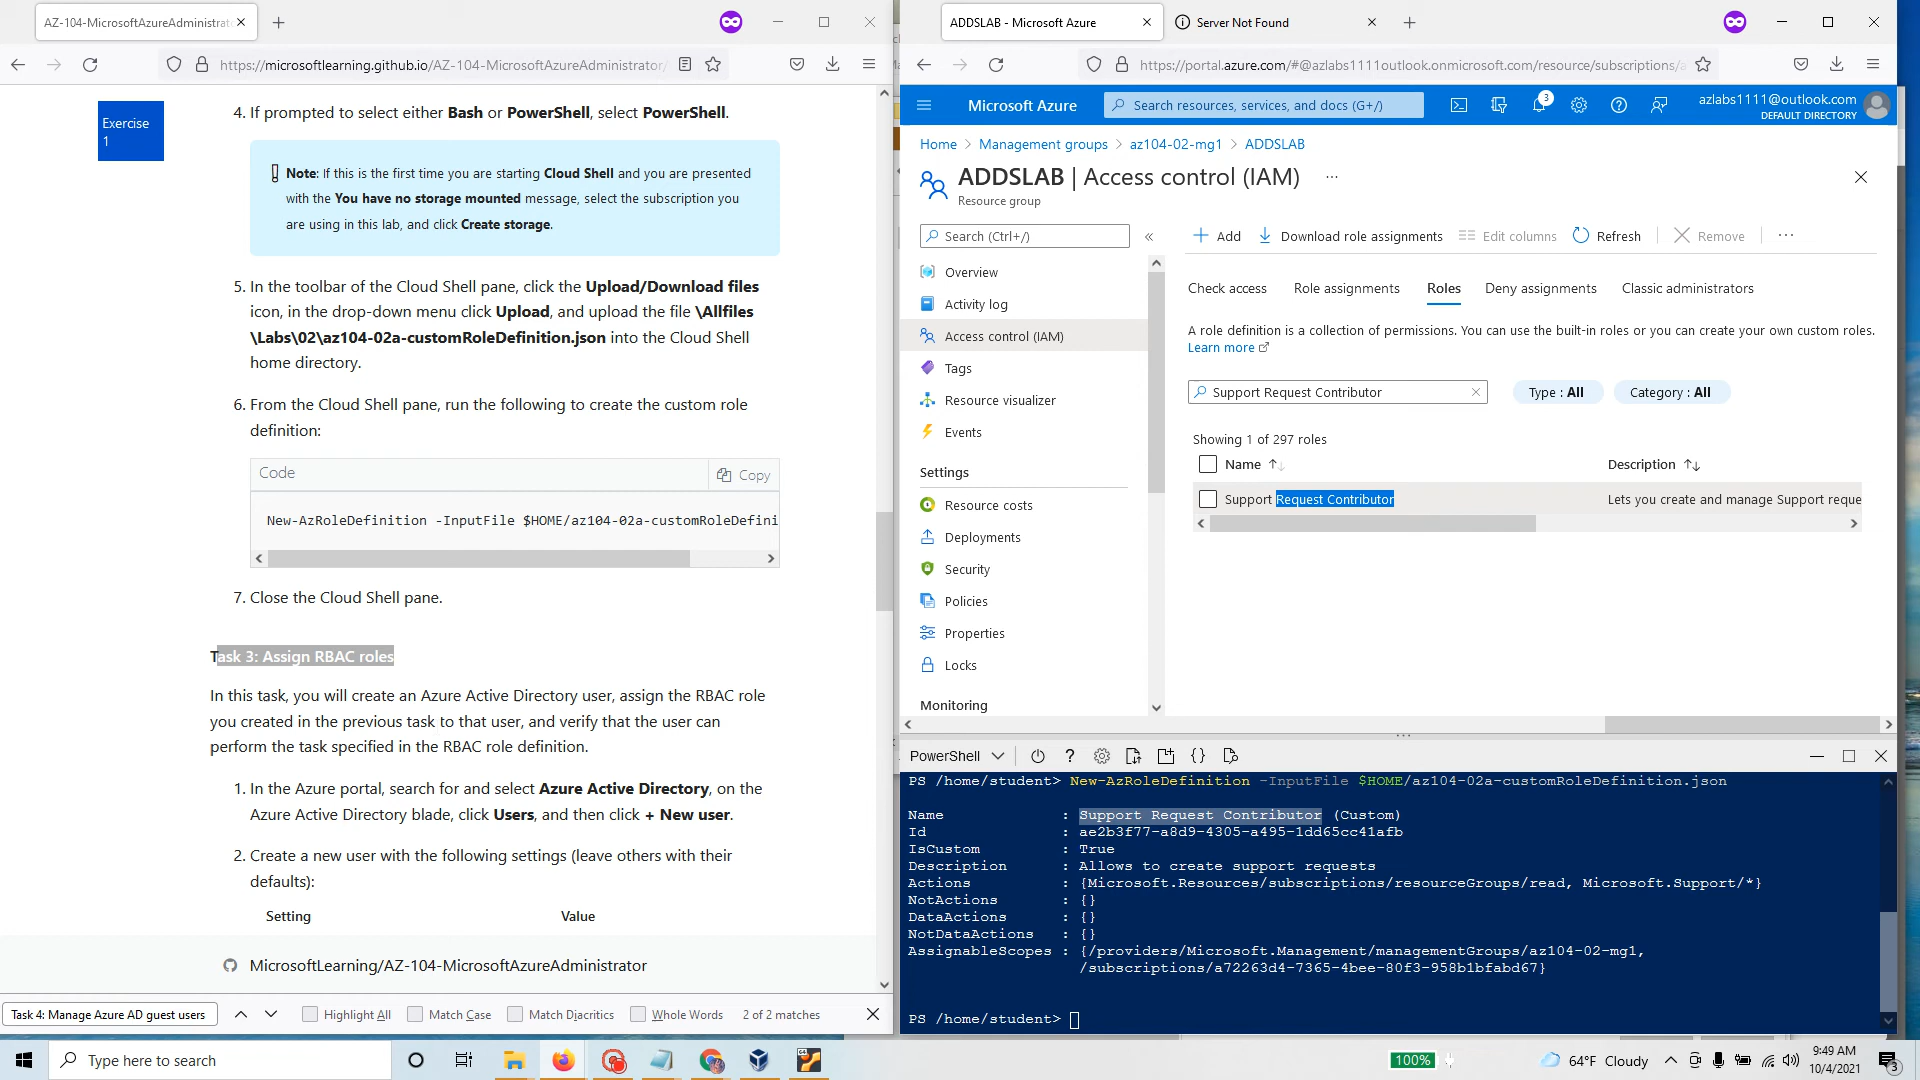 AZ-104-MicrosoftAzureAdministrat
https://microsoftlearning.github.io/AZ-104-MicrosoftAzureAdministrator/
Exercise
1
4. If prompted to select either Bash or PowerShell, select PowerShell.
Note: If this is the first time you are starting Cloud Shell and you are presented
with the You have no storage mounted message, select the subscription you
are using in this lab, and click Create storage.
5. In the toolbar of the Cloud Shell pane, click the Upload/Download files
icon, in the drop-down menu click Upload, and upload the file \Allfiles
\Labs\02\az104-02a-customRoleDefinition.json into the Cloud Shell
home directory.
6. From the Cloud Shell pane, run the following to create the custom role
definition:
Code
Copy
New-AzRoleDefinition -InputFile $HOME/az104-02a-customRoleDefini
7. Close the Cloud Shell pane.
Task 3: Assign RBAC roles
In this task, you will create an Azure Active Directory user, assign the RBAC role
you created in the previous task to that user, and verify that the user can
perform the task specified in the RBAC role definition.
1. In the Azure portal, search for and select Azure Active Directory, on the
Azure Active Directory blade, click Users, and then click + New user.
2. Create a new user with the following settings (leave others with their
defaults):
Setting Value
MicrosoftLearning/AZ-104-MicrosoftAzureAdministrator
Task 4: Manage Azure AD guest users
Highlight All
Match Case
Match Diacritics
Whole Words
2 of 2 matches
ADDSLAB - Microsoft Azure
Server Not Found
https://portal.azure.com/#@azlabs1111outlook.onmicrosoft.com/resource/subscriptions/a
Microsoft Azure
Search resources, services, and docs (G+/)
3
azlabs1111@outlook.com
DEFAULT DIRECTORY
Home > Management groups > az104-02-mg1 > ADDSLAB
ADDSLAB | Access control (IAM) ...
Resource group
Search (Ctrl+/)
«
Overview
Activity log
Access control (IAM)
Tags
Resource visualizer
Events
Settings
Resource costs
Deployments
Security
Policies
Properties
Locks
Monitoring
+ Add
Download role assignments
Edit columns
Refresh
Remove
...
Check access
Role assignments
Roles
Deny assignments
Classic administrators
A role definition is a collection of permissions. You can use the built-in roles or you can create your own custom roles.
Learn more
Support Request Contributor
Type : All
Category : All
Showing 1 of 297 roles
Name
Description
Support Request Contributor
Lets you create and manage Support reque
PowerShell
?
{}
PS /home/student> New-AzRoleDefinition -InputFile $HOME/az104-02a-customRoleDefinition.json
Name : Support Request Contributor (Custom)
Id : ae2b3f77-a8d9-4305-a495-1dd65cc41afb
IsCustom : True
Description : Allows to create support requests
Actions : {Microsoft.Resources/subscriptions/resourceGroups/read, Microsoft.Support/*}
NotActions : {}
DataActions : {}
NotDataActions : {}
AssignableScopes : {/providers/Microsoft.Management/managementGroups/az104-02-mg1,
/subscriptions/a72263d4-7365-4bee-80f3-958b1bfabd67}
PS /home/student>
Type here to search
100%
64°F Cloudy
9:49 AM
10/4/2021
3